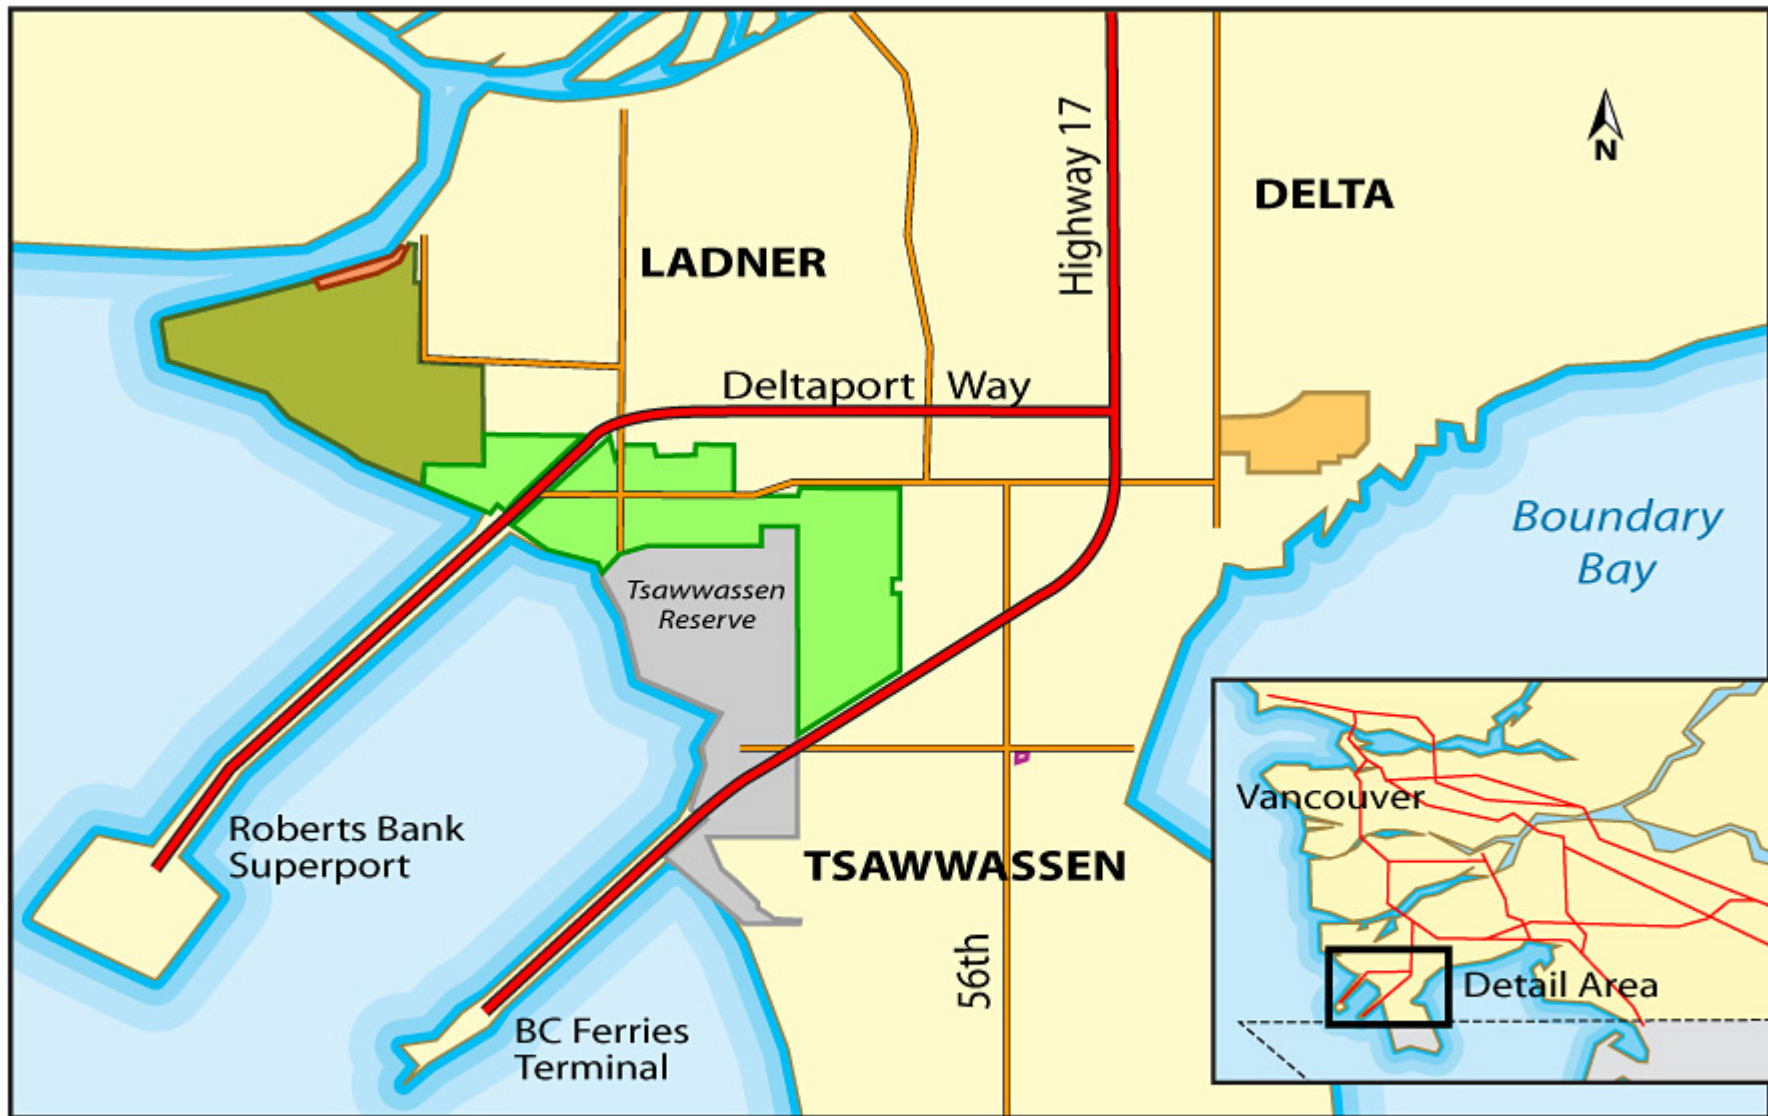 Highway 17
N
DELTA
LADNER
Deltaport Way
Boundary
Bay
Tsawwassen
Reserve
Vancouver
Roberts Bank
Superport
TSAWWASSEN
56th
Detail Area
BC Ferries
Terminal